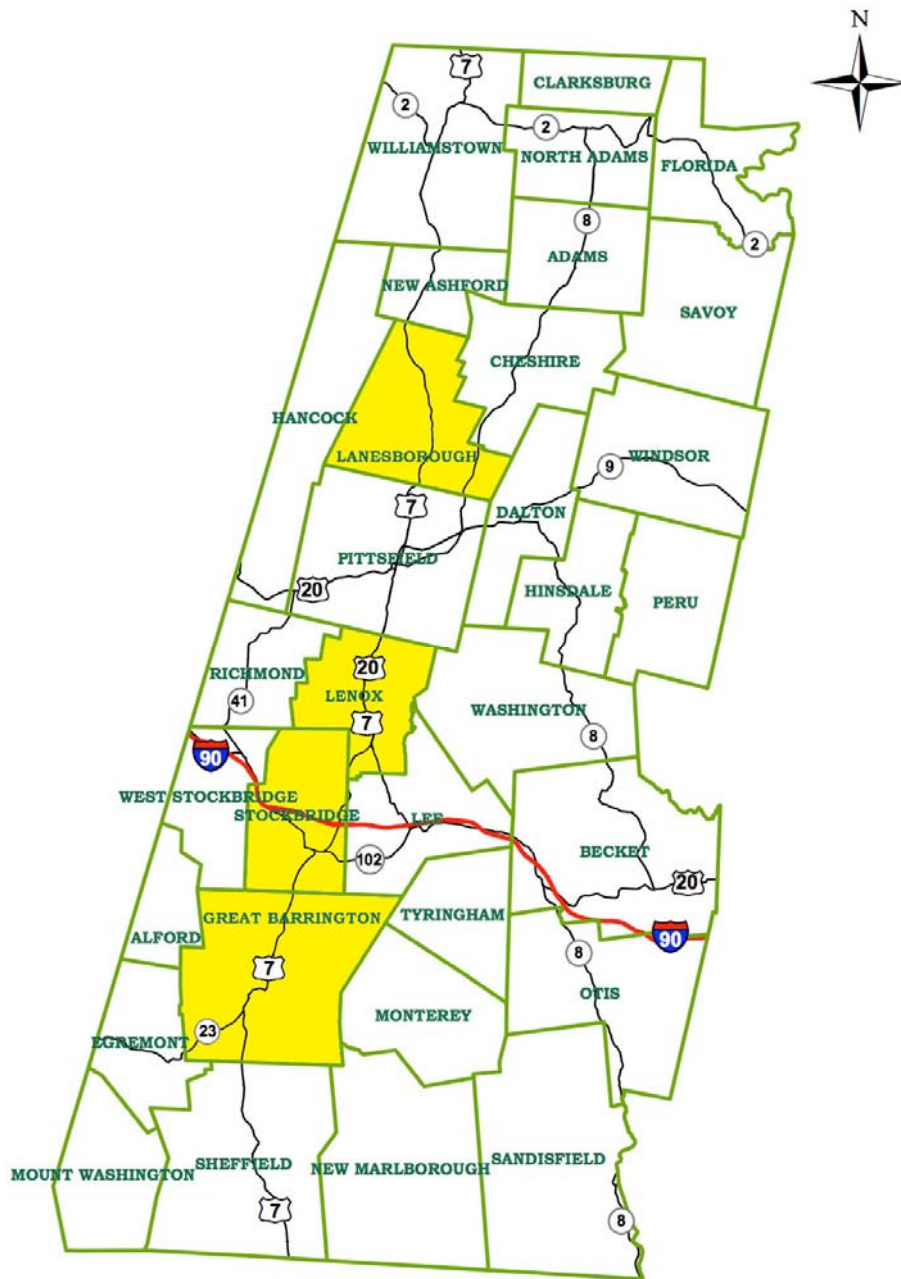 N
7
CLARKSBURG
2
2
WILLIAMSTOWN
NORTH ADAMS
FLORIDA
8
2
ADAMS
NEW ASHFORD
SAVOY
CHESHIRE
HANCOCK
LANESBOROUGH
WINDSOR
9
7
DALTON
PITTSFIELD
20
HINSDALE
PERU
RICHMOND
20
LENOX
41
WASHINGTON
7
8
90
WEST STOCKBRIDGE
STOCKBRIDGE
LEE
102
BECKET
20
GREAT BARRINGTON
TYRINGHAM
ALFORD
90
7
8
OTIS
MONTEREY
23
EGREMONT
MOUNT WASHINGTON
SHEFFIELD
NEW MARLBOROUGH
SANDISFIELD
7
8